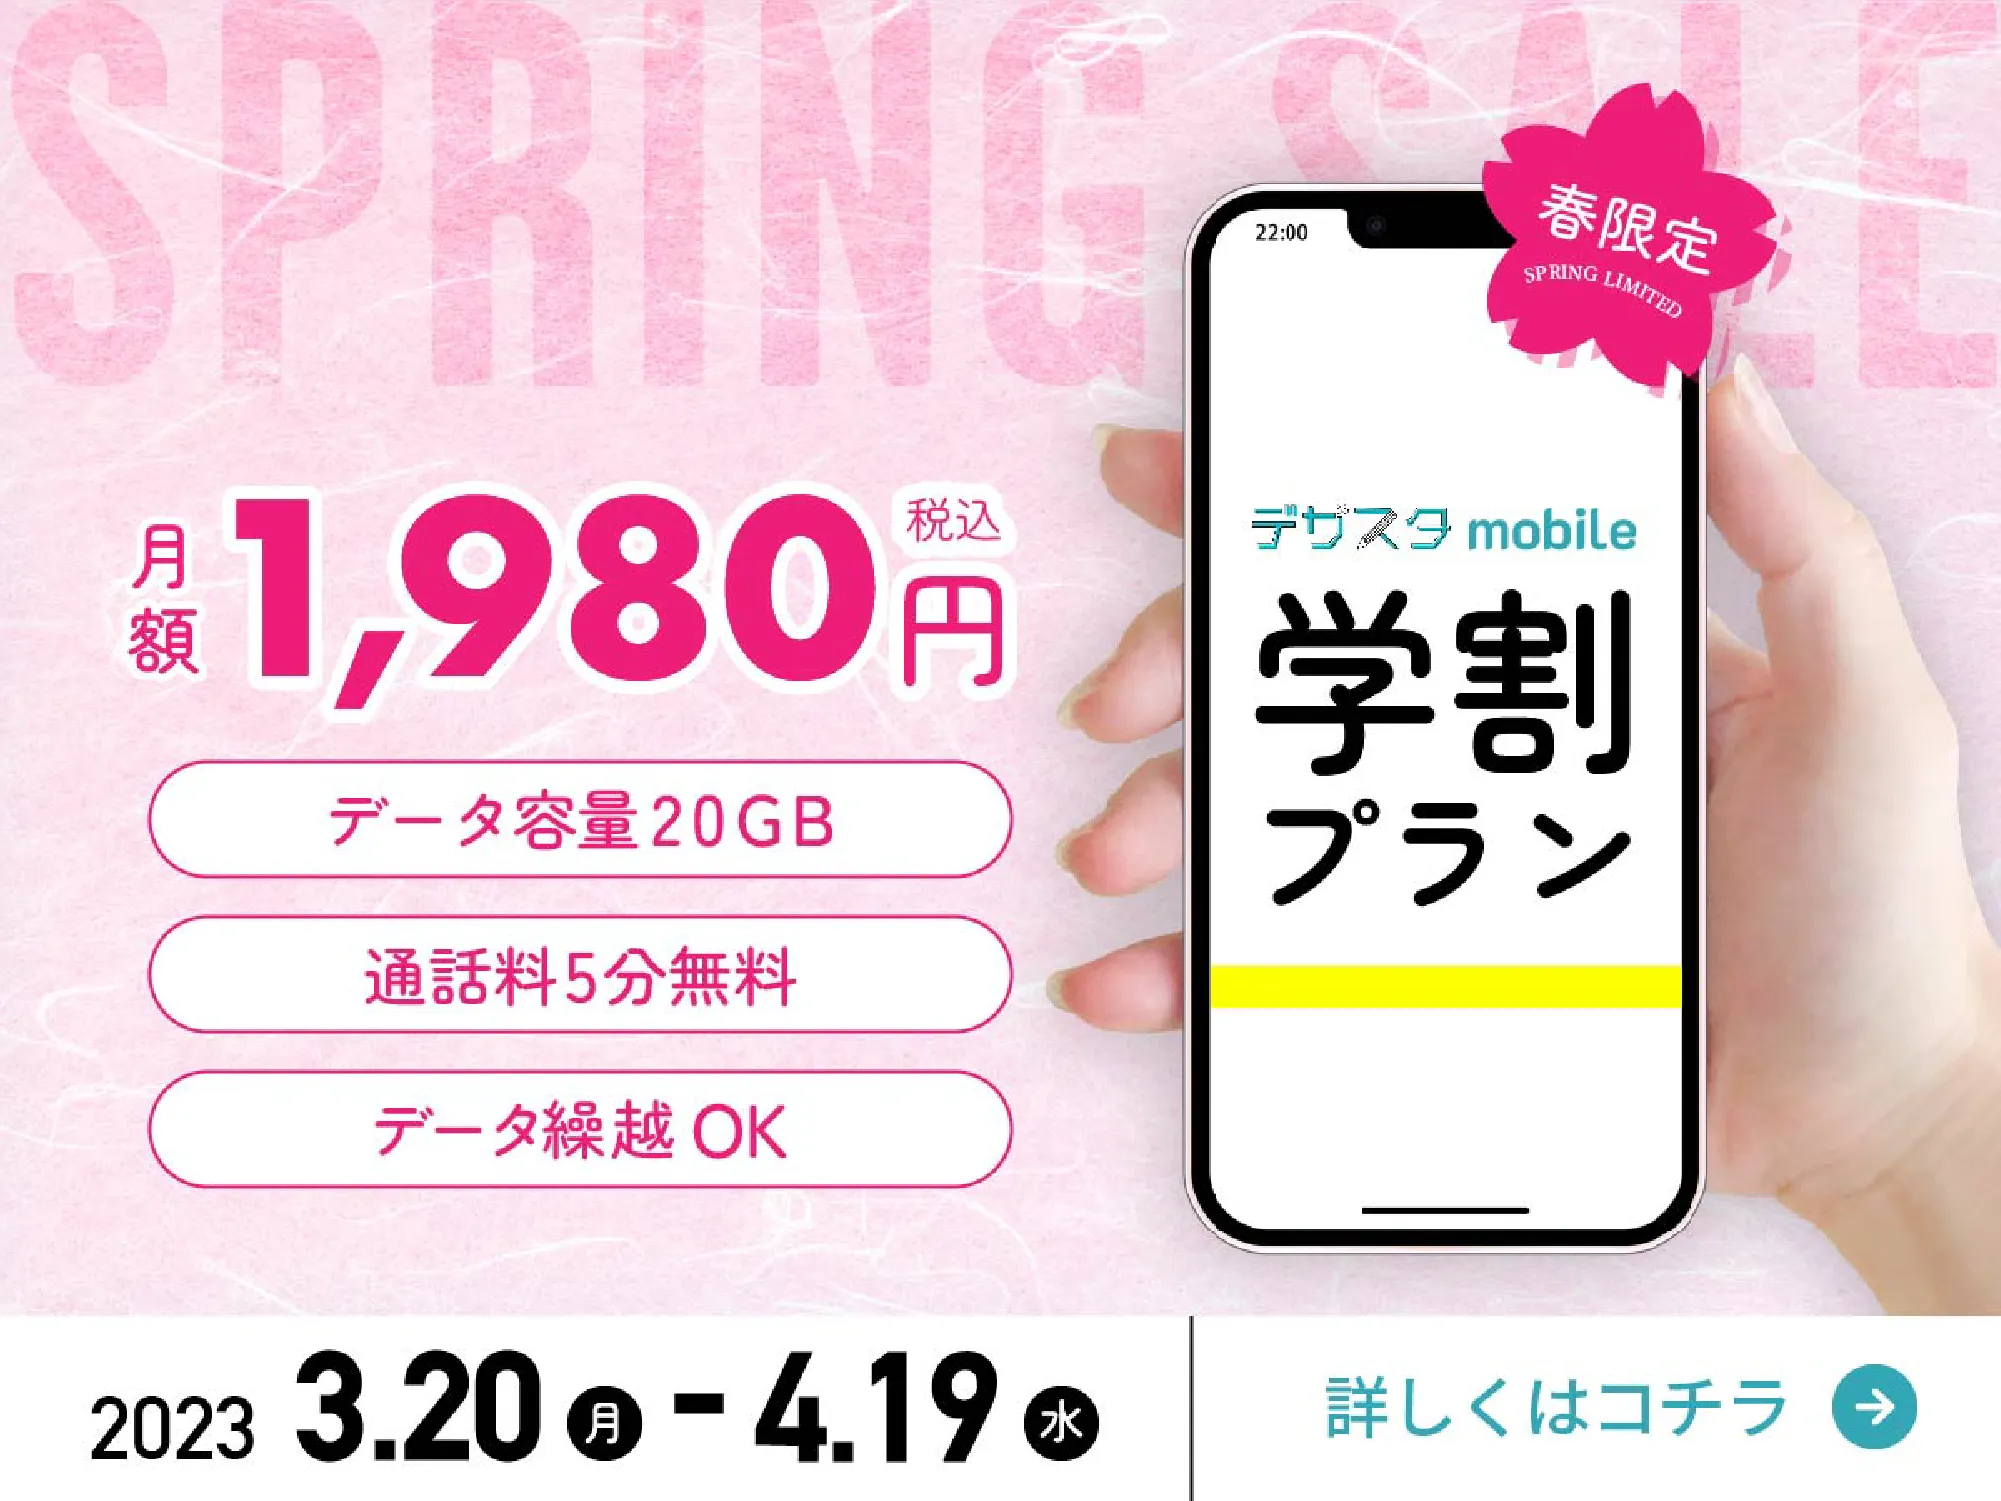 SPRING SALE
春限定
SPRING LIMITED
22:00
月額1,980円
税込
データ容量20GB
通話料5分無料
データ繰越 OK
デザスタ mobile
学割
プラン
2023 3.20 月 - 4.19 水
詳しくはコチラ